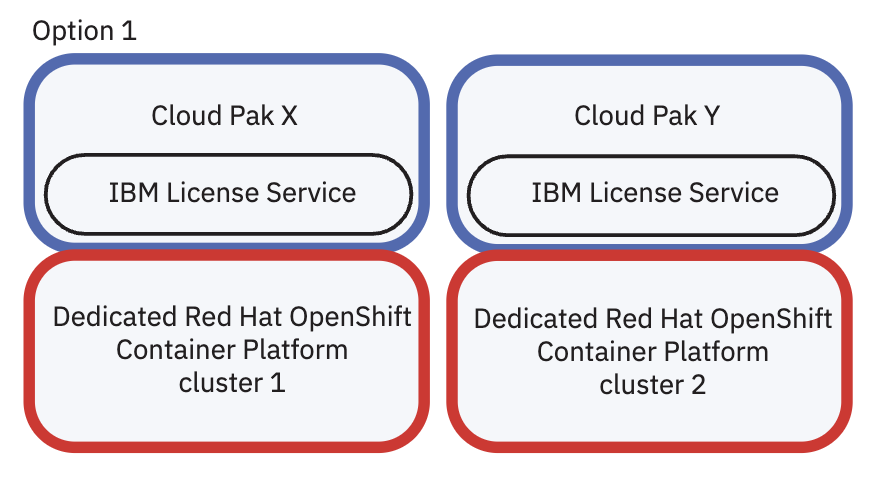 Option 1
Cloud Pak X
IBM License Service
Dedicated Red Hat OpenShift
Container Platform
cluster 1
Cloud Pak Y
IBM License Service
Dedicated Red Hat OpenShift
Container Platform
cluster 2